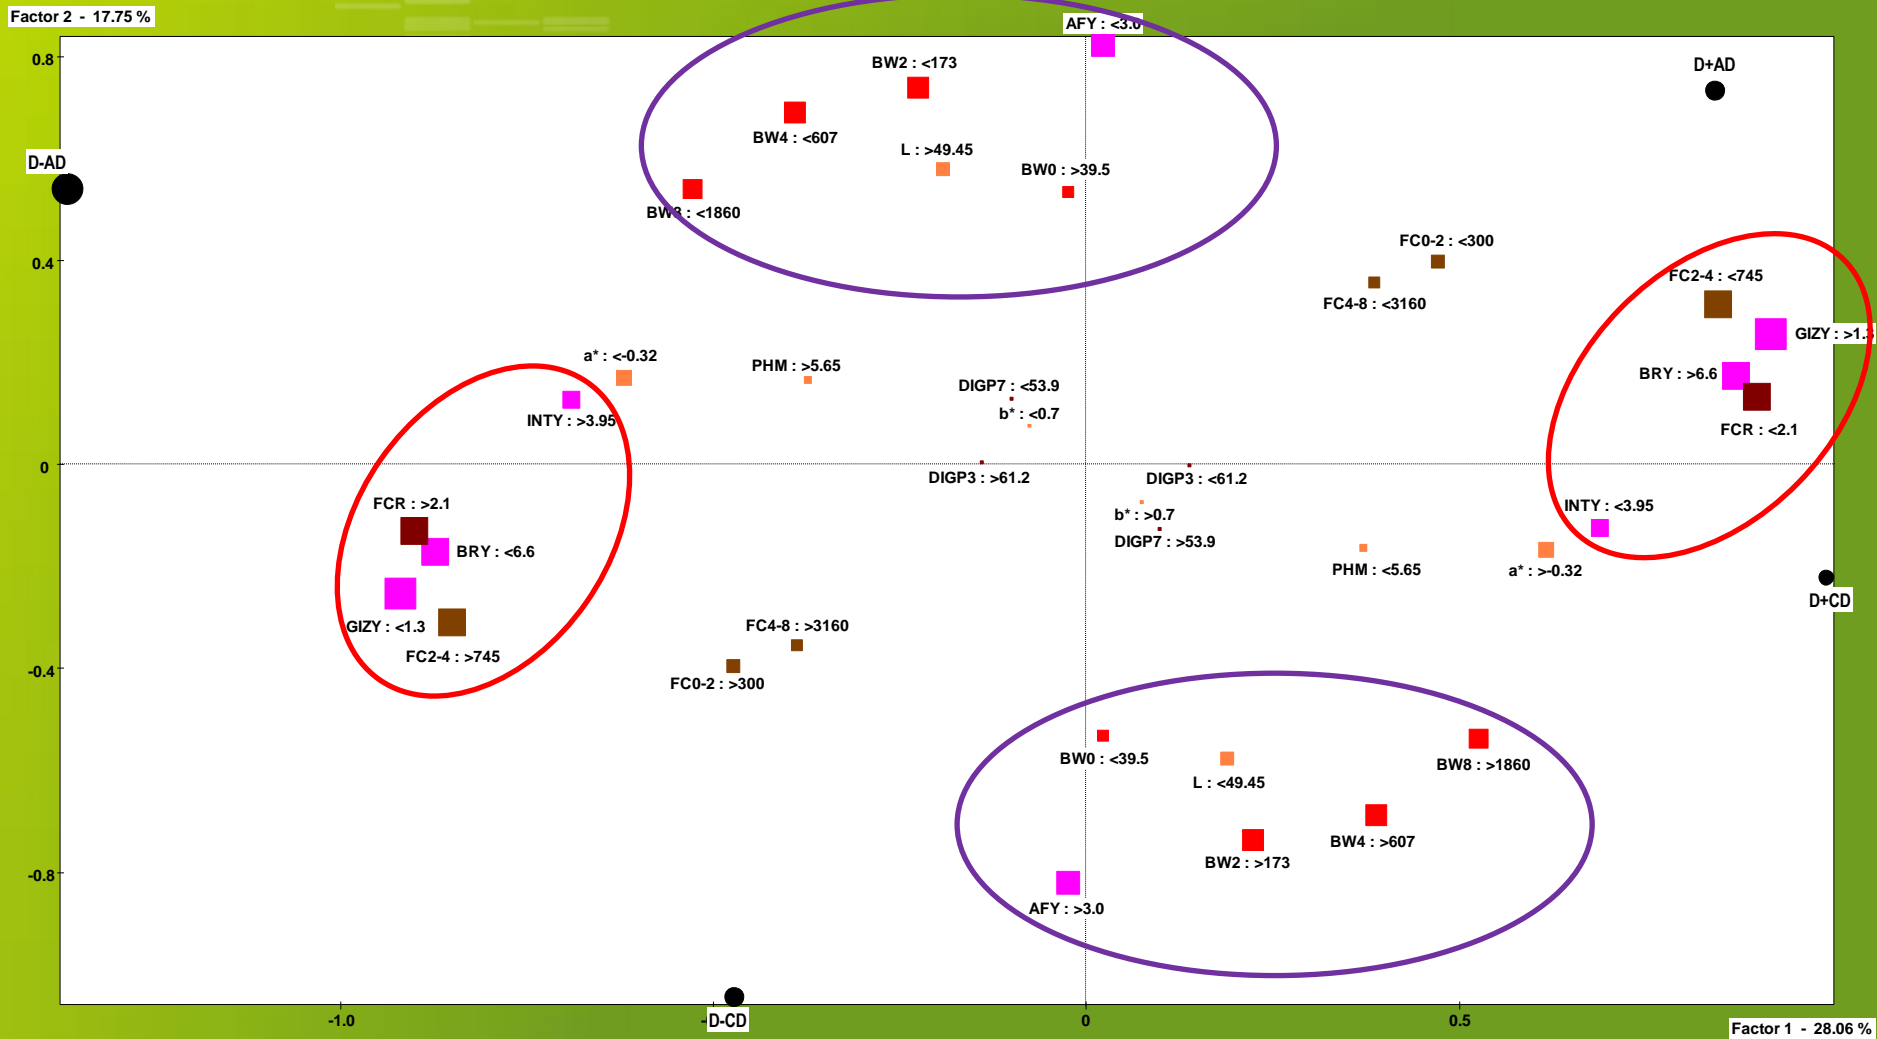 Factor 2 - 17.75 %
AFY : <3.0
0.8
BW2 : <173
D+AD
BW4 : <607
L : >49.45
D-AD
BW0 : >39.5
BW8 : <1860
FC0-2 : <300
0.4
FC2-4 : <745
FC4-8 : <3160
GIZY : >1.3
a* : <-0.32
PHM : >5.65
BRY : >6.6
DIGP7 : <53.9
b* : <0.7
INTY : >3.95
FCR : <2.1
0
DIGP3 : >61.2
DIGP3 : <61.2
FCR : >2.1
INTY : <3.95
b* : >0.7
DIGP7 : >53.9
BRY : <6.6
PHM : <5.65
a* : >-0.32
D+CD
GIZY : <1.3
FC4-8 : >3160
FC2-4 : >745
-0.4
FC0-2 : >300
BW0 : <39.5
BW8 : >1860
L : <49.45
BW4 : >607
BW2 : >173
-0.8
AFY : >3.0
-1.0
D-CD
0
0.5
Factor 1 - 28.06 %